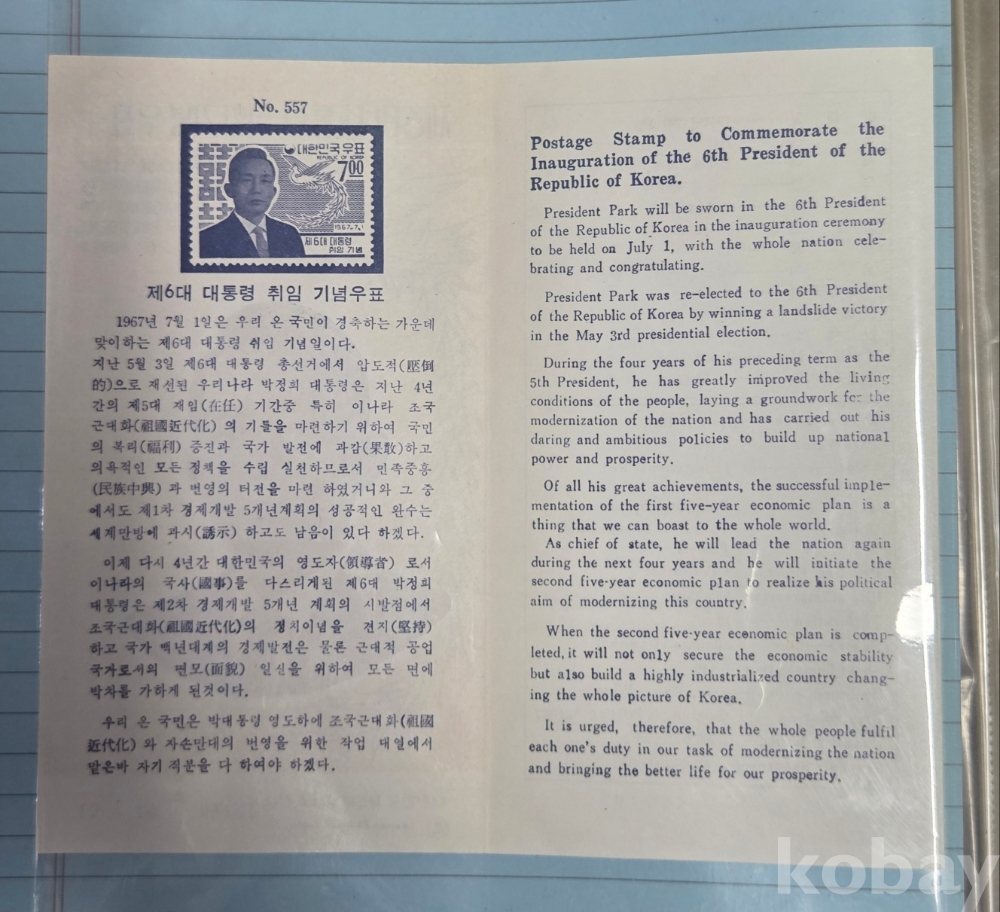 No. 557
대한민국우표
REPUBLIC OF KOREA
7.00
1967.7.1
제6대 대통령
취임 기념
제6대 대통령 취임 기념우표
1967년 7월 1일은 우리 온 국민이 경축하는 가운데
맞이하는 제6대 대통령 취임 기념일이다.
지난 5월 3일 제6대 대통령 총선거에서 압도적(壓倒
的)으로 재선된 우리나라 박정희 대통령은 지난 4년
간의 제5대 재임(在任) 기간중 특히 이나라 조국
근대화(祖國近代化)의 기틀을 마련하기 위하여 국민
의 복리(福利) 증진과 국가 발전에 과감(果敢)하고
의욕적인 모든 정책을 수립 실천하므로서 민족중흥
(民族中興)과 번영의 터전을 마련 하였거니와 그 중
에서도 제1차 경제개발 5개년계획의 성공적인 완수는
세계만방에 과시(誘示) 하고도 남음이 있다 하겠다.
이제 다시 4년간 대한민국의 영도자(領導者) 로서
이나라의 국사(國事)를 다스리게된 제6대 박정희
대통령은 제2차 경제개발 5개년 계획의 시발점에서
조국근대화(祖國近代化)의 정치이념을 견지(堅持)
하고 국가 백년대계의 경제발전은 물론 근대적 공업
국가로서의 면모(面貌) 일신을 위하여 모든 면에
박차를 가하게 된것이다.
우리 온 국민은 박대통령 영도하에 조국근대화(祖國
近代化) 와 자손만대의 번영을 위한 작업 대열에서
맡은바 자기 직분을 다 하여야 하겠다.
Postage Stamp to Commemorate the
Inauguration of the 6th President of the
Republic of Korea.
President Park will be sworn in the 6th President
of the Republic of Korea in the inauguration ceremony
to be held on July 1, with the whole nation cele-
brating and congratulating.
President Park was re-elected to the 6th President
of the Republic of Korea by winning a landslide victory
in the May 3rd presidential election.
During the four years of his preceding term as the
5th President, he has greatly improved the living
conditions of the people, laying a groundwork for the
modernization of the nation and has carried out his
daring and ambitious policies to build up national
power and prosperity.
Of all his great achievements, the successful imple-
mentation of the first five-year economic plan is a
thing that we can boast to the whole world.
As chief of state, he will lead the nation again
during the next four years and he will initiate the
second five-year economic plan to realize his political
aim of modernizing this country.
When the second five-year economic plan is comp-
leted, it will not only secure the economic stability
but also build a highly industrialized country chang-
ing the whole picture of Korea.
It is urged, therefore, that the whole people fulfil
each one's duty in our task of modernizing the nation
and bringing the better life for our prosperity.
kobay